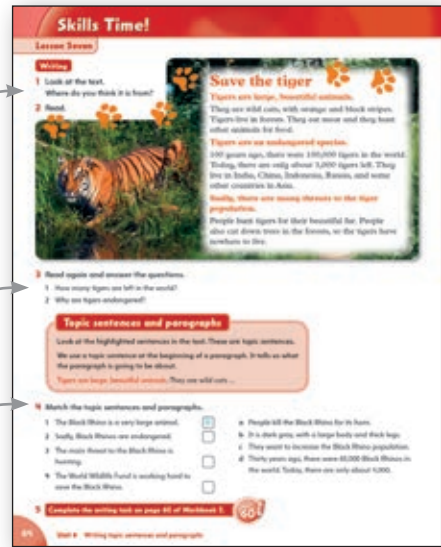 Skills Time!
Lesson Seven
Writing
1 Look at the text.
Where do you think it is from?
2 Read.
Save the tiger
Tigers are large, beautiful animals.
They are wild cats, with orange and black stripes.
Tigers live in forests. They eat meat and they hunt
other animals for food.
Tigers are an endangered species.
100 years ago, there were 100,000 tigers in the world.
Today, there are only about 3,000 tigers left. They
live in India, China, Indonesia, Russia, and some
other countries in Asia.
Sadly, there are many threats to the tiger
population.
People hunt tigers for their beautiful fur. People
also cut down trees in the forests, so the tigers have
nowhere to live.
3 Read again and answer the questions.
1 How many tigers are left in the world?
2 Why are tigers endangered?
Topic sentences and paragraphs
Look at the highlighted sentences in the text. These are topic sentences.
We use a topic sentence at the beginning of a paragraph. It tells us what
the paragraph is going to be about.
Tigers are large, beautiful animals. They are wild cats ...
4 Match the topic sentences and paragraphs.
1 The Black Rhino is a very large animal.
2 Sadly, Black Rhinos are endangered.
3 The main threat to the Black Rhino is
hunting.
4 The World Wildlife Fund is working hard to
save the Black Rhino.
a People kill the Black Rhino for its horn.
b It is dark grey, with a large body and thick legs.
c They want to increase the Black Rhino population.
d Thirty years ago, there were 60,000 Black Rhinos in
the world. Today, there are only about 4,000.
5 Complete the writing task on page 60 of Workbook 5.
60
Unit 8 Writing topic sentences and paragraphs